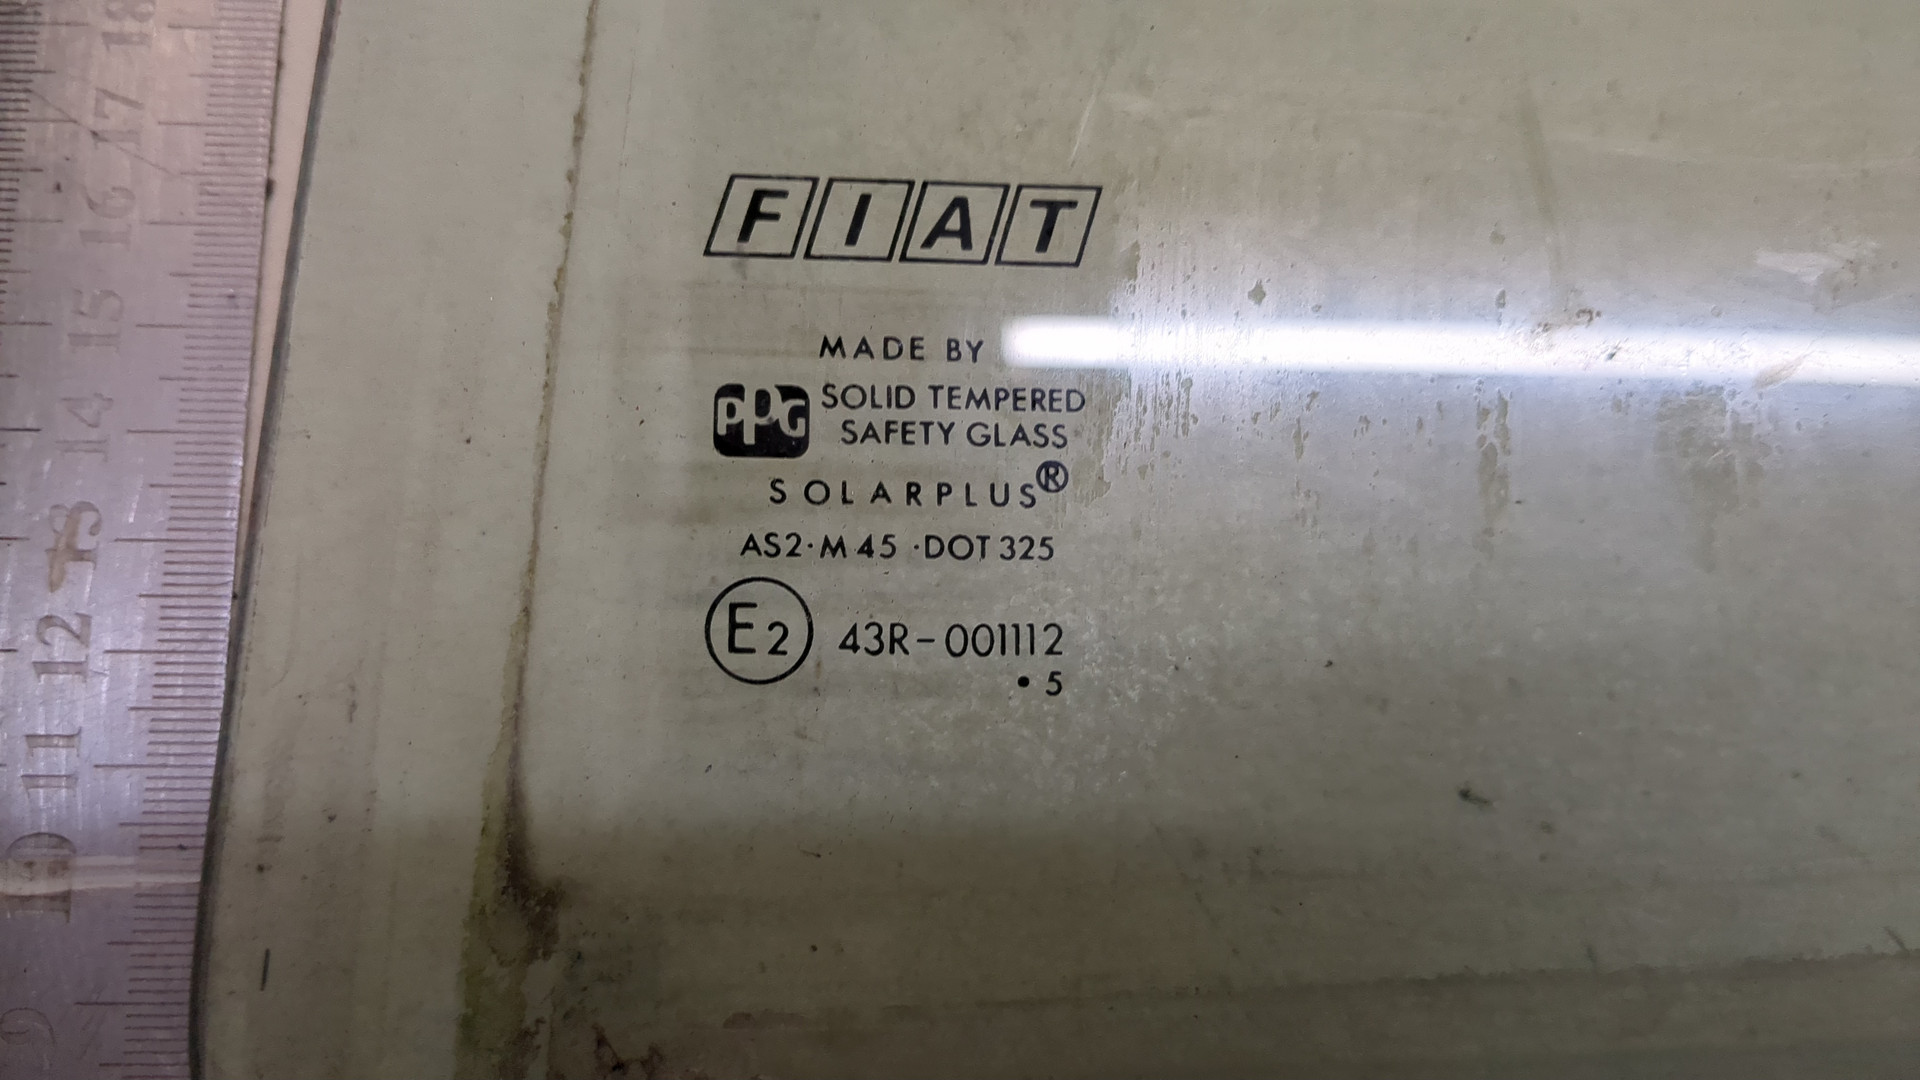 FIAT
MADE BY
PPG SOLID TEMPERED
SAFETY GLASS
SOLARPLUS®
AS2·M45 ·DOT 325
E2 43R-001112
• 5
18
17
16
15
14
13
12
11
10
9